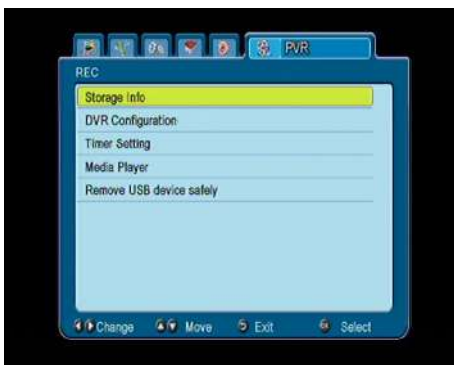 PVR
REC
Storage Info
DVR Configuration
Timer Setting
Media Player
Remove USB device safely
Change Move Exit Select